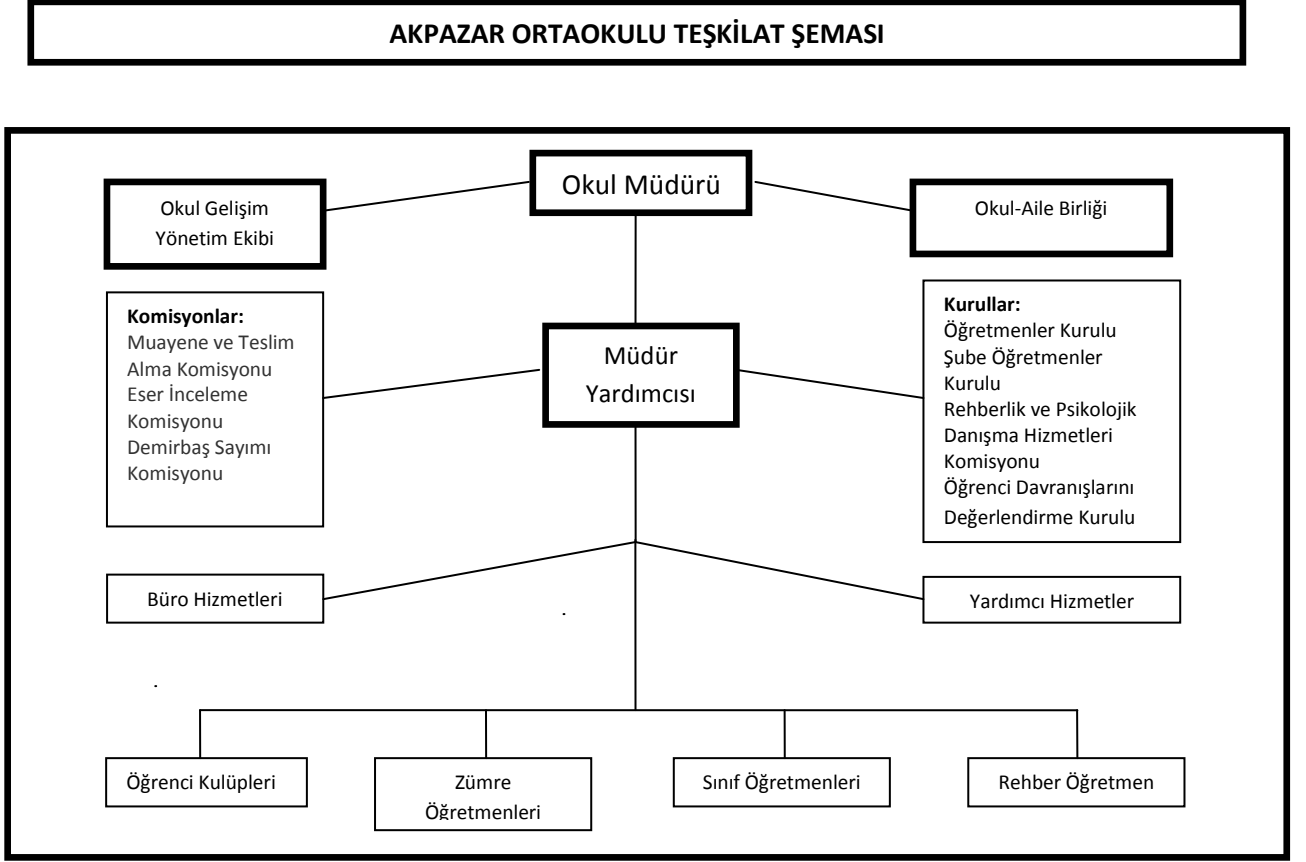 AKPAZAR ORTAOKULU TEŞKİLAT ŞEMASI
Okul Müdürü
Okul Gelişim
Yönetim Ekibi
Okul-Aile Birliği
Komisyonlar:
Muayene ve Teslim
Alma Komisyonu
Eser İnceleme
Komisyonu
Demirbaş Sayımı
Komisyonu
Müdür
Yardımcısı
Kurullar:
Öğretmenler Kurulu
Şube Öğretmenler
Kurulu
Rehberlik ve Psikolojik
Danışma Hizmetleri
Komisyonu
Öğrenci Davranışlarını
Değerlendirme Kurulu
Büro Hizmetleri
Yardımcı Hizmetler
Öğrenci Kulüpleri
Zümre
Öğretmenleri
Sınıf Öğretmenleri
Rehber Öğretmen